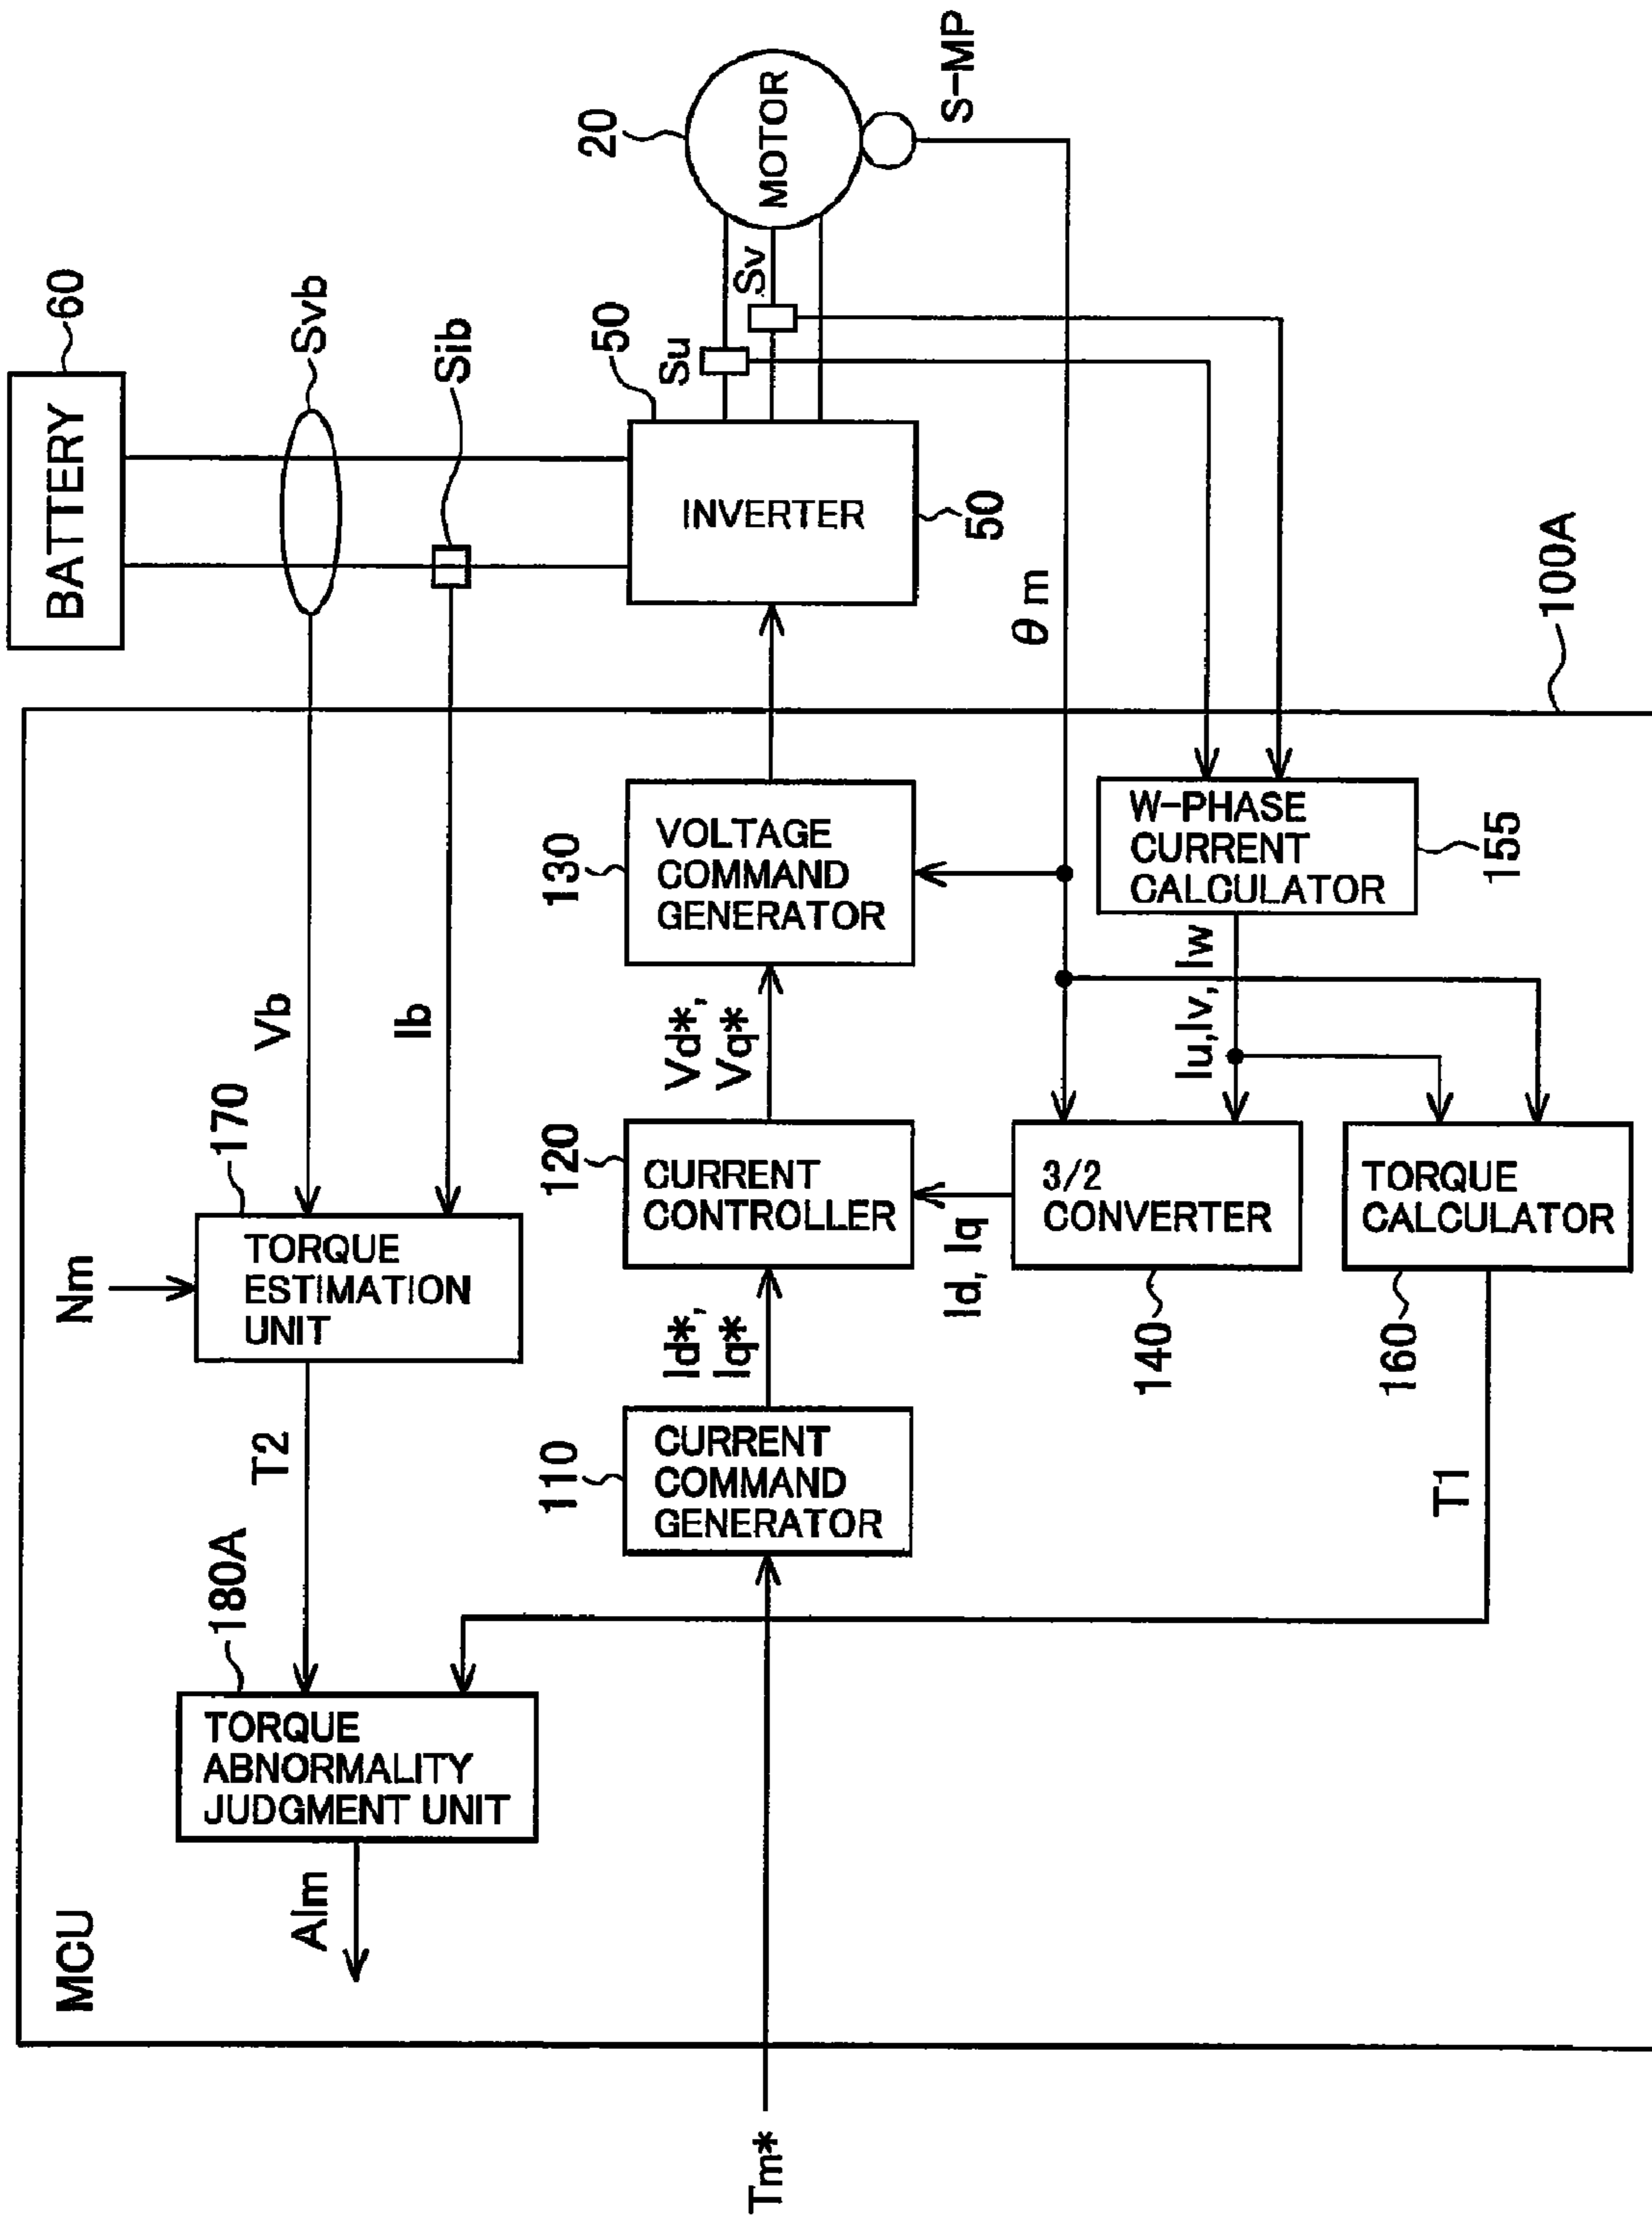 BATTERY
60
Svb
Sib
20
MOTOR
S-MP
Su
Sv
50
INVERTER
50
θm
100A
MCU
Nm
170
TORQUE
ESTIMATION
UNIT
Vb
Ib
T2
180A
TORQUE
ABNORMALITY
JUDGMENT UNIT
Alm
Tm*
110
CURRENT
COMMAND
GENERATOR
Id*,
Iq*
120
CURRENT
CONTROLLER
Vd*,
Vq*
130
VOLTAGE
COMMAND
GENERATOR
W-PHASE
CURRENT
CALCULATOR
155
Iu,Iv, Iw
Id, Iq
3/2
CONVERTER
140
TORQUE
CALCULATOR
160
T1